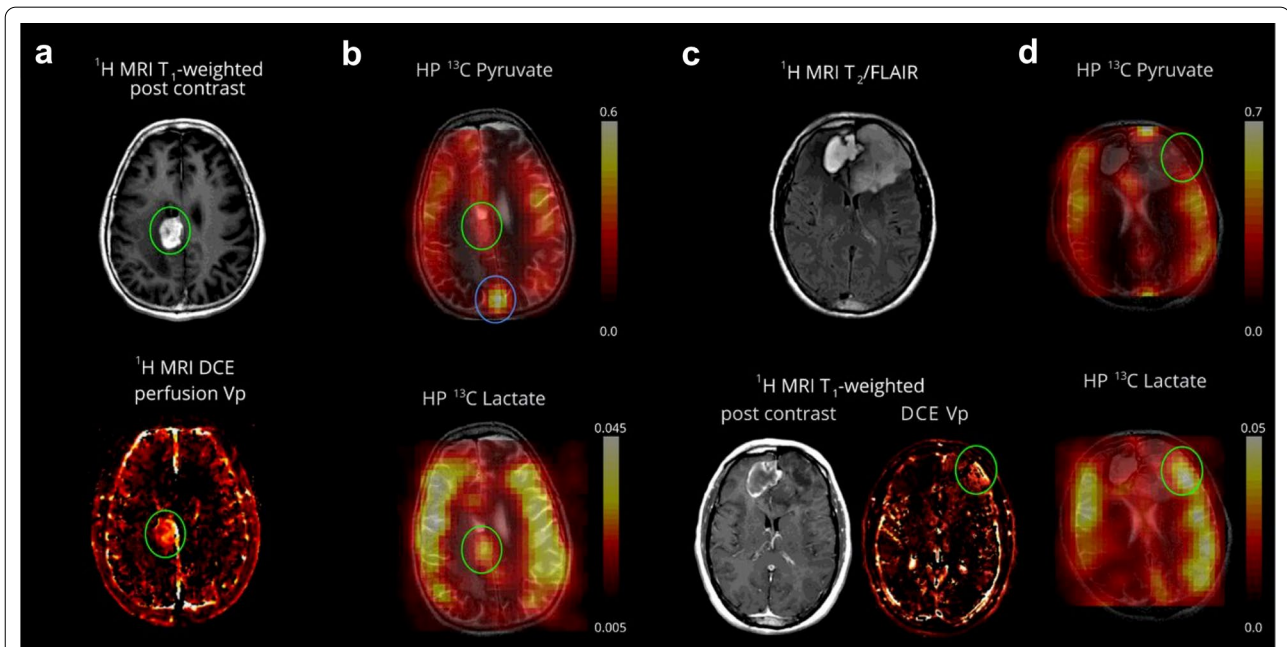 a
¹H MRI T₁-weighted
post contrast
¹H MRI DCE
perfusion Vp
b
HP ¹³C Pyruvate
0.6
0.0
HP ¹³C Lactate
0.045
0.005
c
¹H MRI T₂/FLAIR
¹H MRI T₁-weighted
post contrast DCE Vp
d
HP ¹³C Pyruvate
0.7
0.0
HP ¹³C Lactate
0.05
0.0